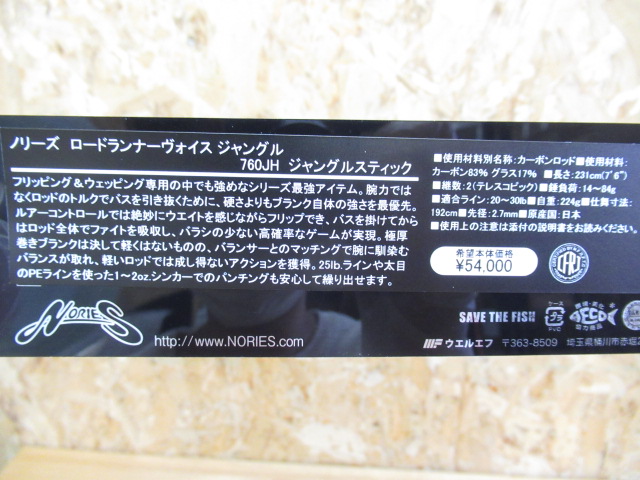 ノリーズ ロードランナーヴォイス ジャングル
760JH ジャングルスティック
フリッピング＆ウェッピング専用の中でも強めなシリーズ最強アイテム。腕力では
なくロッドのトルクでバスを引き抜くために、硬さよりもブランク自体の強さを最優先。
ルアーコントロールでは絶妙にウエイトを感じながらフリップでき、バスを掛けてから
はロッド全体でファイトを吸収し、バラシの少ない高確率なゲームが実現。極厚
巻きブランクは決して軽くはないものの、バランサーとのマッチングで腕に馴染む
バランスが取れ、軽いロッドでは成し得ないアクションを獲得。25lb.ラインや太目
のPEラインを使った1〜2oz.シンカーでのパンチングも安心して繰り出せます。
■使用材料別名称:カーボンロッド■使用材料:
カーボン83% グラス17% ■長さ:231cm(7'6")
■継数:2(テレスコピック) ■錘負荷:14〜84g
■適合ライン:20〜30lb ■自重:224g■仕舞寸法:
192cm■先径:2.7mm■原産国:日本
■使用上の注意は添付の説明書をお読みください。
希望本体価格
¥54,000
NORIES
http://www.NORIES.com
SAVE THE FISH
ケース
プラ
PVC
ECO
協力商品
ウエルエフ 〒363-8509 埼玉県桶川市赤堀2